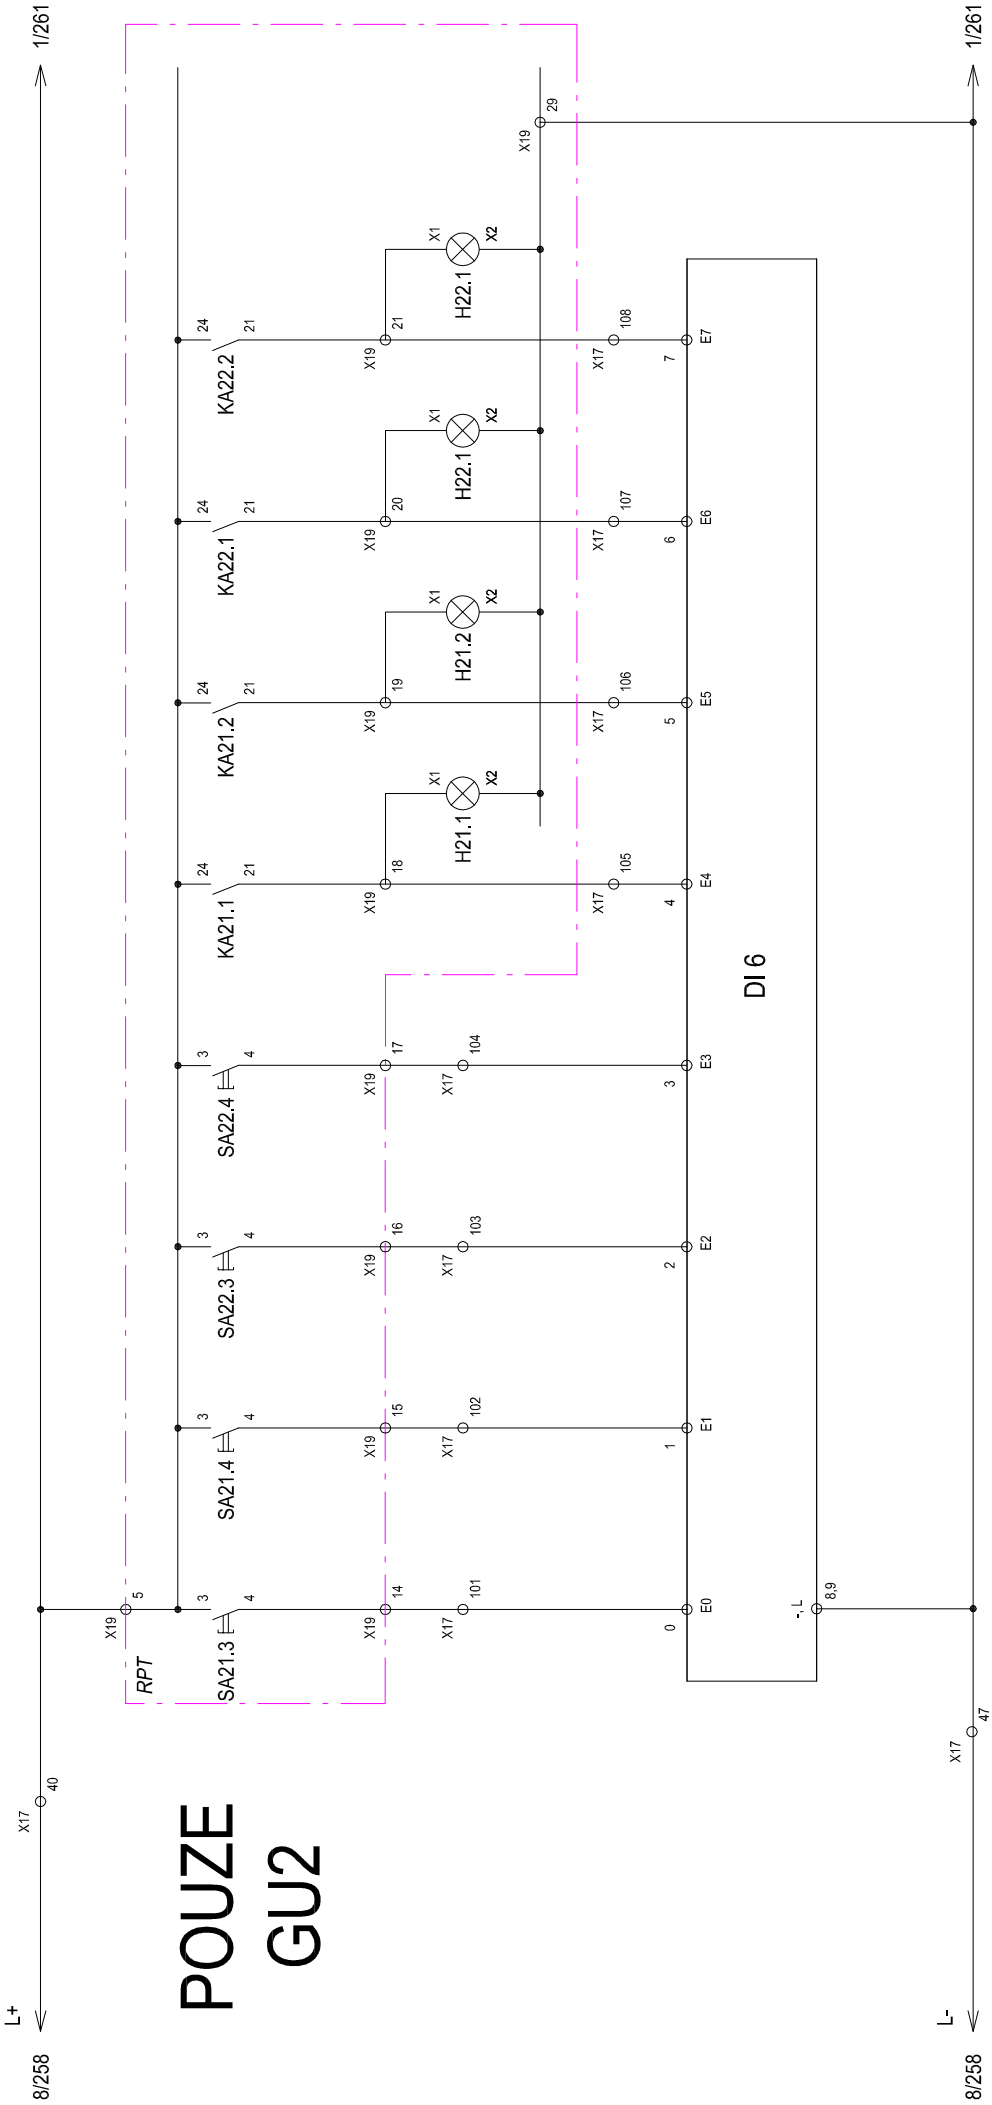 8/258
L+
X17
40
1/261
POUZE
GU2
RPT
X19
5
SA21.3
3
4
X19
14
X17
101
0
E0
SA21.4
3
4
X19
15
X17
102
1
E1
SA22.3
3
4
X19
16
X17
103
2
E2
SA22.4
3
4
X19
17
X17
104
3
E3
KA21.1
24
21
X19
18
H21.1
X1
X2
X17
105
4
E4
KA21.2
24
21
X19
19
H21.2
X1
X2
X17
106
5
E5
KA22.1
24
21
X19
20
H22.1
X1
X2
X17
107
6
E6
KA22.2
24
21
X19
21
H22.1
X1
X2
X17
108
7
E7
X19
29
DI 6
-, L
8,9
8/258
L-
X17
47
1/261